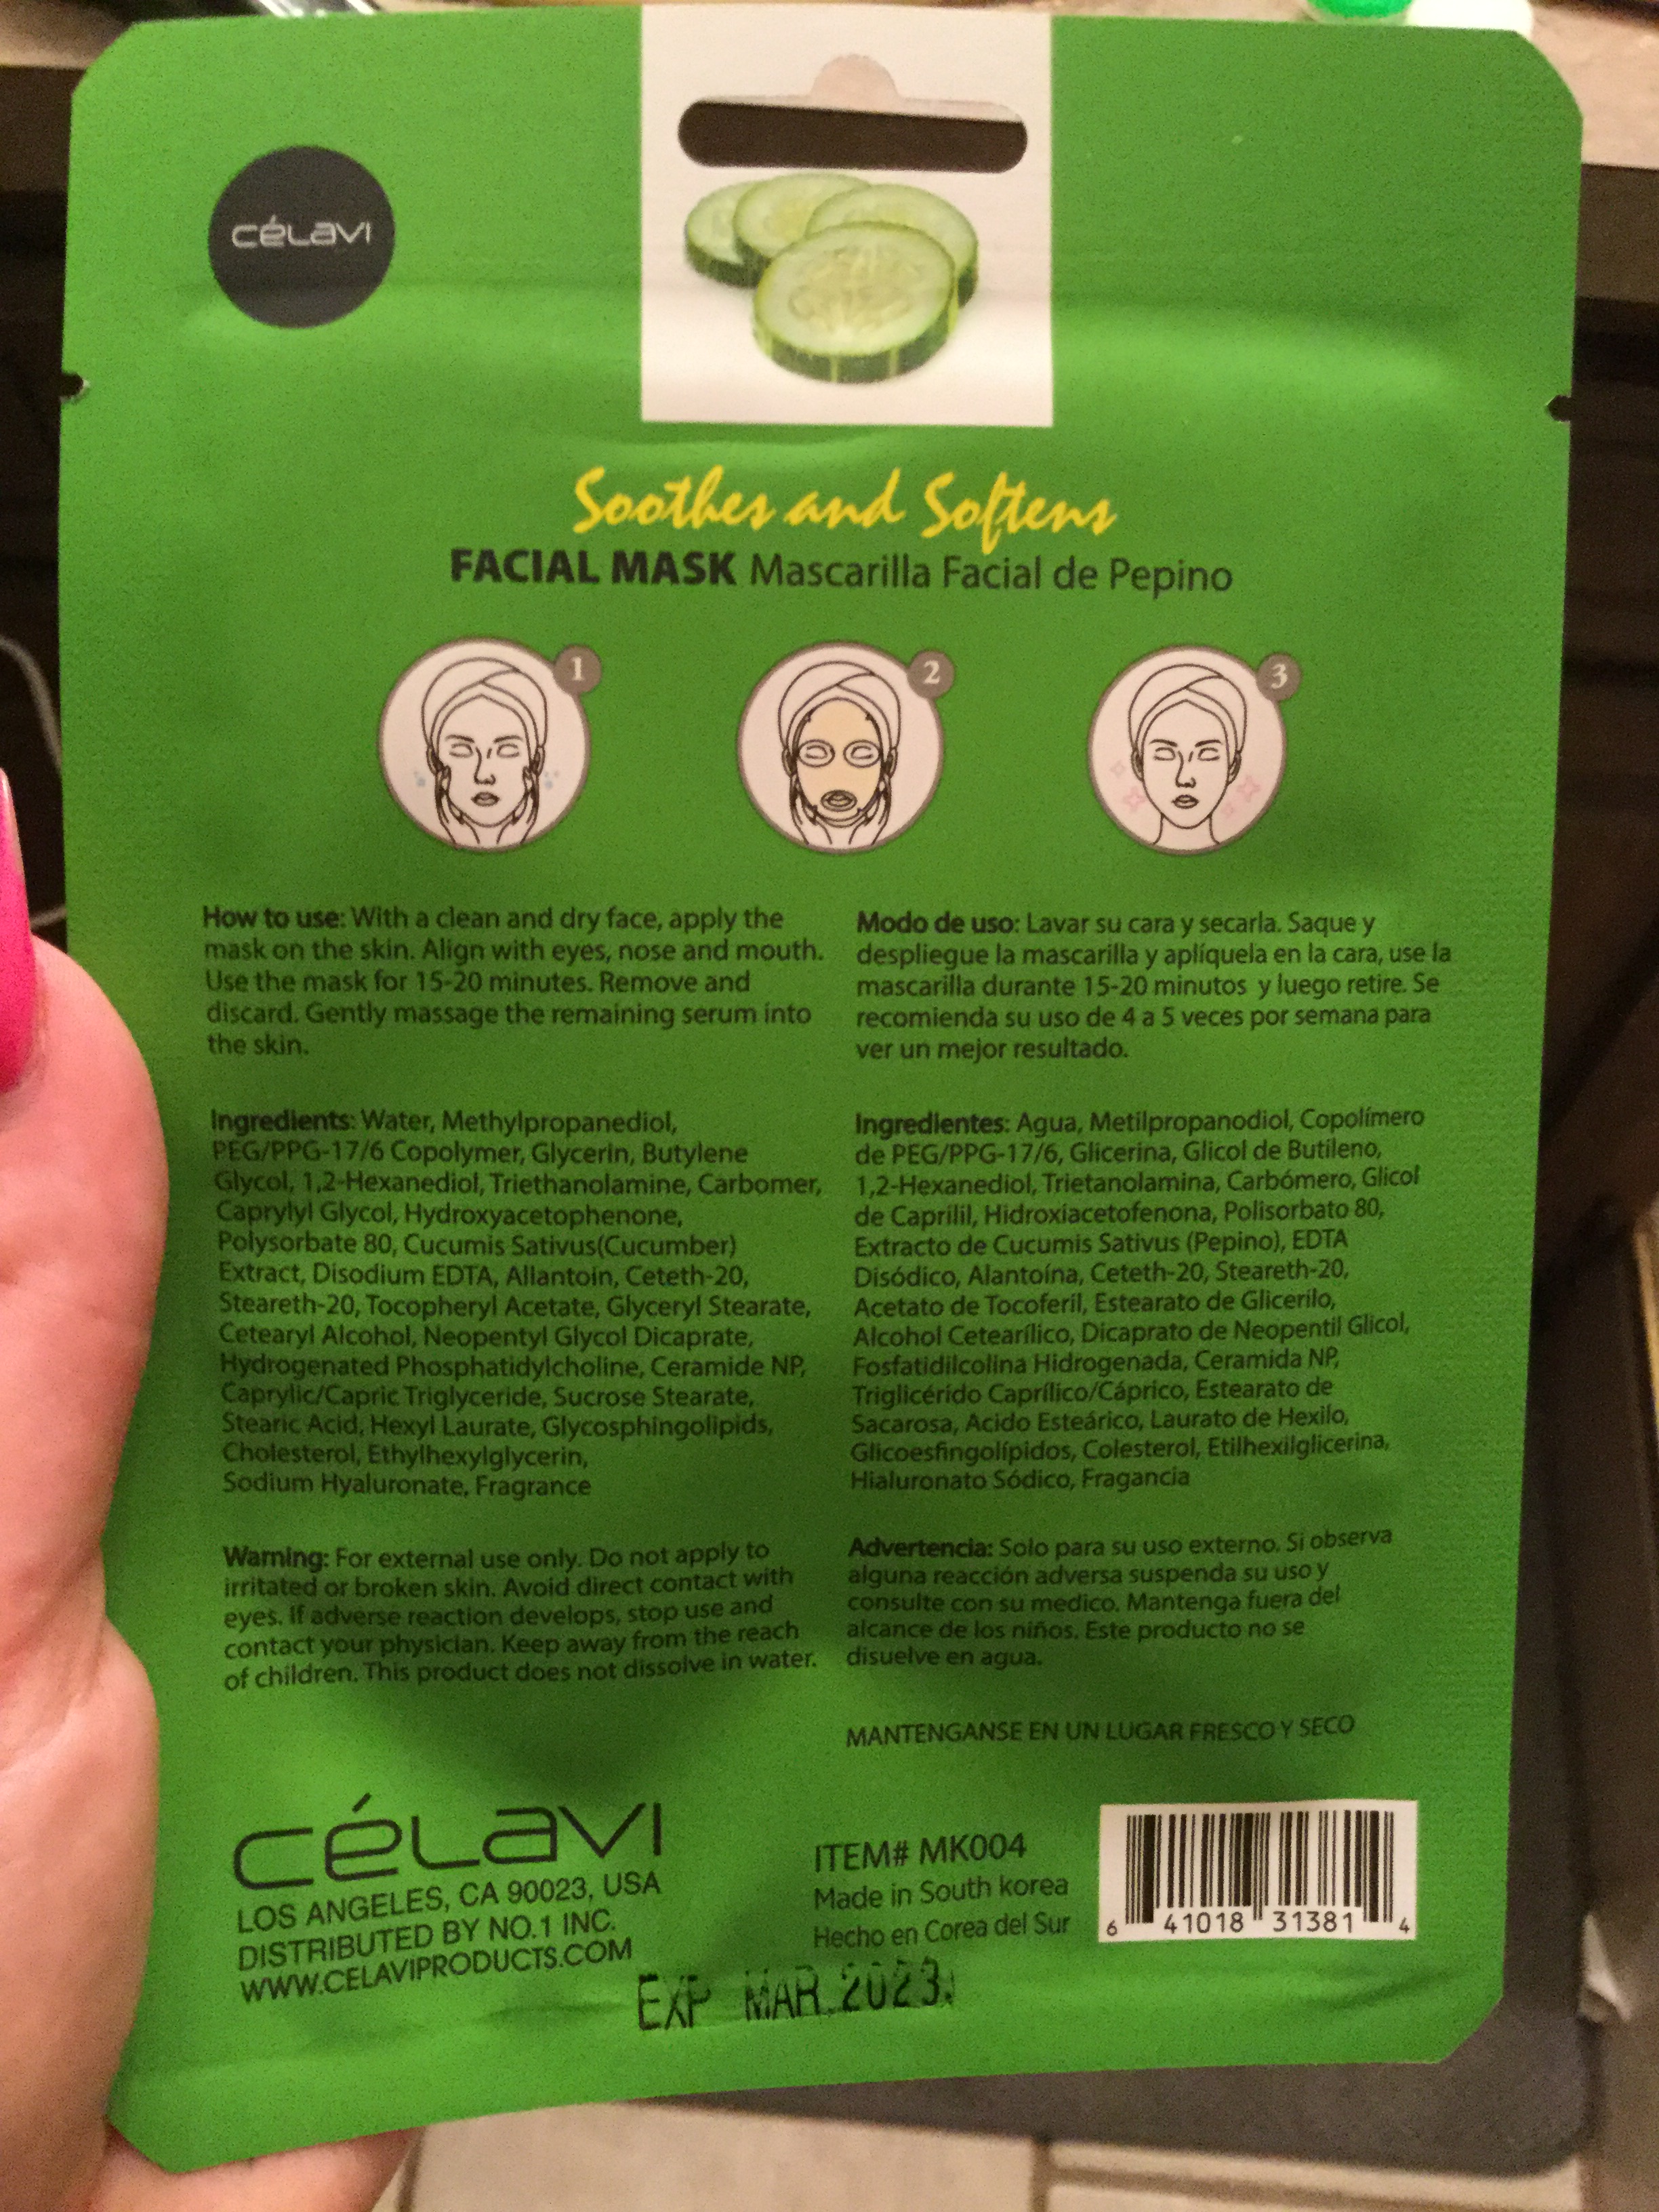 céLavi
Soothes and Softens
FACIAL MASK Mascarilla Facial de Pepino
1
2
3
How to use: With a clean and dry face, apply the
mask on the skin. Align with eyes, nose and mouth.
Use the mask for 15-20 minutes. Remove and
discard. Gently massage the remaining serum into
the skin.
Modo de uso: Lavar su cara y secarla. Saque y
despliegue la mascarilla y aplíquela en la cara, use la
mascarilla durante 15-20 minutos y luego retire. Se
recomienda su uso de 4 a 5 veces por semana para
ver un mejor resultado.
Ingredients: Water, Methylpropanediol,
PEG/PPG-17/6 Copolymer, Glycerin, Butylene
Glycol, 1,2-Hexanediol, Triethanolamine, Carbomer,
Caprylyl Glycol, Hydroxyacetophenone,
Polysorbate 80, Cucumis Sativus(Cucumber)
Extract, Disodium EDTA, Allantoin, Ceteth-20,
Steareth-20, Tocopheryl Acetate, Glyceryl Stearate,
Cetearyl Alcohol, Neopentyl Glycol Dicaprate,
Hydrogenated Phosphatidylcholine, Ceramide NP,
Caprylic/Capric Triglyceride, Sucrose Stearate,
Stearic Acid, Hexyl Laurate, Glycosphingolipids,
Cholesterol, Ethylhexylglycerin,
Sodium Hyaluronate, Fragrance
Ingredientes: Agua, Metilpropanodiol, Copolímero
de PEG/PPG-17/6, Glicerina, Glicol de Butileno,
1,2-Hexanediol, Trietanolamina, Carbómero, Glicol
de Caprilil, Hidroxiacetofenona, Polisorbato 80,
Extracto de Cucumis Sativus (Pepino), EDTA
Disódico, Alantoína, Ceteth-20, Steareth-20,
Acetato de Tocoferil, Estearato de Glicerilo,
Alcohol Cetearílico, Dicaprato de Neopentil Glicol,
Fosfatidilcolina Hidrogenada, Ceramida NP,
Triglicérido Caprílico/Cáprico, Estearato de
Sacarosa, Acido Esteárico, Laurato de Hexilo,
Glicoesfingolípidos, Colesterol, Etilhexilglicerina,
Hialuronato Sódico, Fragancia
Warning: For external use only. Do not apply to
irritated or broken skin. Avoid direct contact with
eyes. If adverse reaction develops, stop use and
contact your physician. Keep away from the reach
of children. This product does not dissolve in water.
Advertencia: Solo para su uso externo. Si observa
alguna reacción adversa suspenda su uso y
consulte con su medico. Mantenga fuera del
alcance de los niños. Este producto no se
disuelve en agua.
MANTENGANSE EN UN LUGAR FRESCO Y SECO
céLavi
LOS ANGELES, CA 90023, USA
DISTRIBUTED BY NO.1 INC.
WWW.CELAVIPRODUCTS.COM
ITEM# MK004
Made in South korea
Hecho en Corea del Sur
6 41018 31381 4
EXP MAR.2023